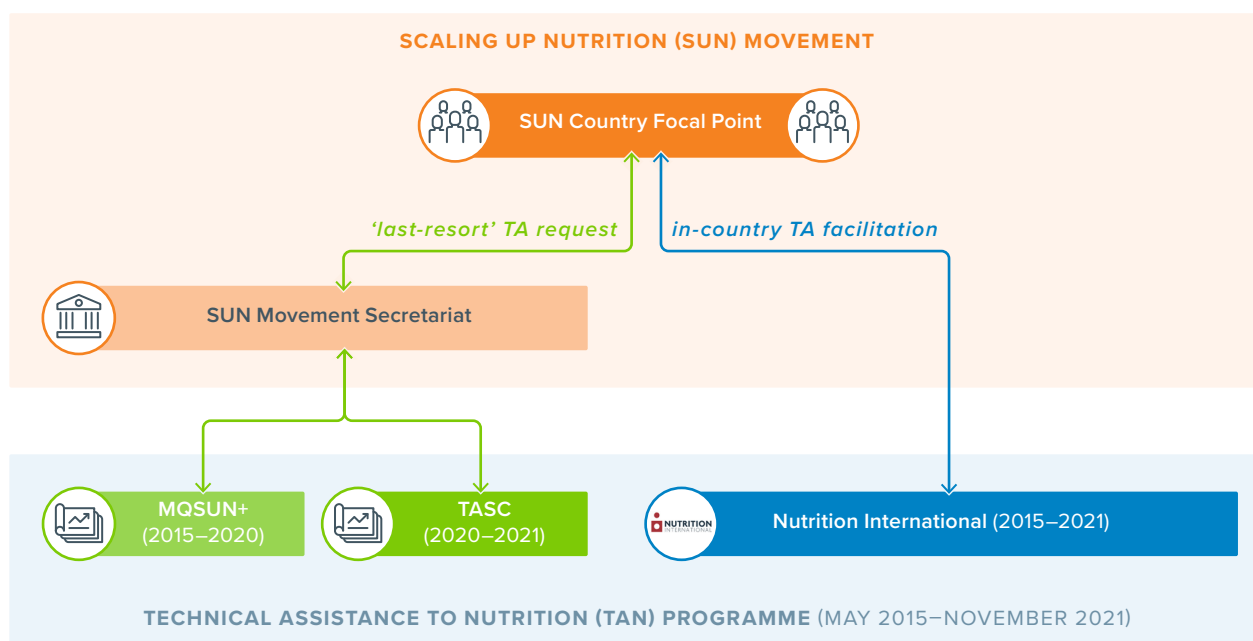 SCALING UP NUTRITION (SUN) MOVEMENT
SUN Country Focal Point
‘last-resort’ TA request
in-country TA facilitation
SUN Movement Secretariat
MQSUN+
(2015–2020)
TASC
(2020–2021)
NUTRITION
INTERNATIONAL
Nutrition International (2015–2021)
TECHNICAL ASSISTANCE TO NUTRITION (TAN) PROGRAMME (MAY 2015–NOVEMBER 2021)